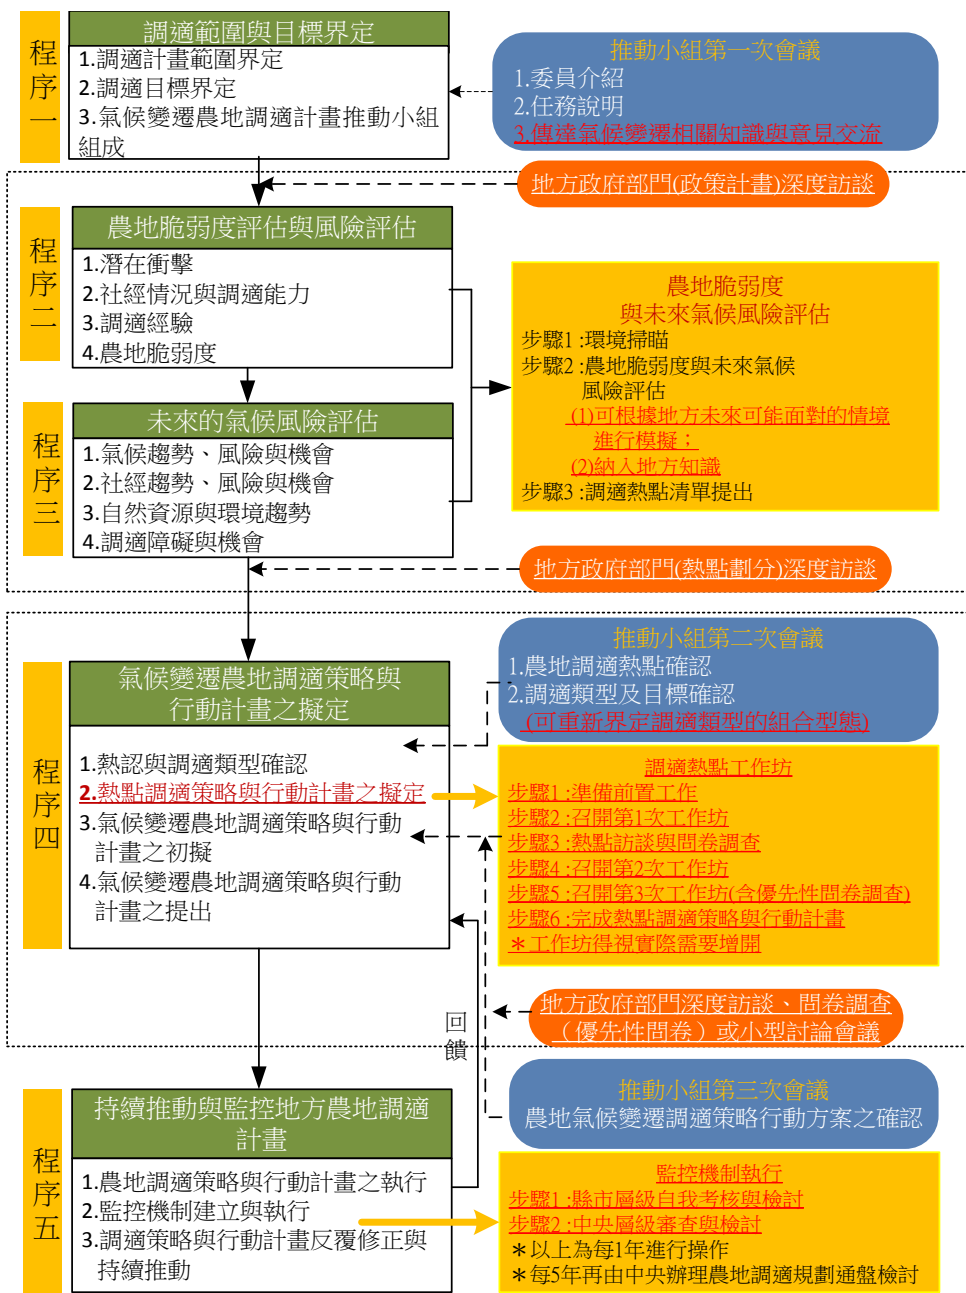 程序一
調適範圍與目標界定
1.調適計畫範圍界定
2.調適目標界定
3.氣候變遷農地調適計畫推動小組
組成
推動小組第一次會議
1.委員介紹
2.任務說明
3.傳達氣候變遷相關知識與意見交流
地方政府部門(政策計畫)深度訪談
程序二
農地脆弱度評估與風險評估
1.潛在衝擊
2.社經情況與調適能力
3.調適經驗
4.農地脆弱度
程序三
未來的氣候風險評估
1.氣候趨勢、風險與機會
2.社經趨勢、風險與機會
3.自然資源與環境趨勢
4.調適障礙與機會
農地脆弱度
與未來氣候風險評估
步驟1:環境掃瞄
步驟2:農地脆弱度與未來氣候
風險評估
(1)可根據地方未來可能面對的情境
進行模擬；
(2)納入地方知識
步驟3:調適熱點清單提出
地方政府部門(熱點劃分)深度訪談
程序四
氣候變遷農地調適策略與
行動計畫之擬定
1.熱認與調適類型確認
2.熱點調適策略與行動計畫之擬定
3.氣候變遷農地調適策略與行動
計畫之初擬
4.氣候變遷農地調適策略與行動
計畫之提出
推動小組第二次會議
1.農地調適熱點確認
2.調適類型及目標確認
(可重新界定調適類型的組合型態)
調適熱點工作坊
步驟1:準備前置工作
步驟2:召開第1次工作坊
步驟3:熱點訪談與問卷調查
步驟4:召開第2次工作坊
步驟5:召開第3次工作坊(含優先性問卷調查)
步驟6:完成熱點調適策略與行動計畫
＊工作坊得視實際需要增開
地方政府部門深度訪談、問卷調查
（優先性問卷）或小型討論會議
回饋
程序五
持續推動與監控地方農地調適
計畫
1.農地調適策略與行動計畫之執行
2.監控機制建立與執行
3.調適策略與行動計畫反覆修正與
持續推動
推動小組第三次會議
農地氣候變遷調適策略行動方案之確認
監控機制執行
步驟1:縣市層級自我考核與檢討
步驟2:中央層級審查與檢討
＊以上為每1年進行操作
＊每5年再由中央辦理農地調適規劃通盤檢討